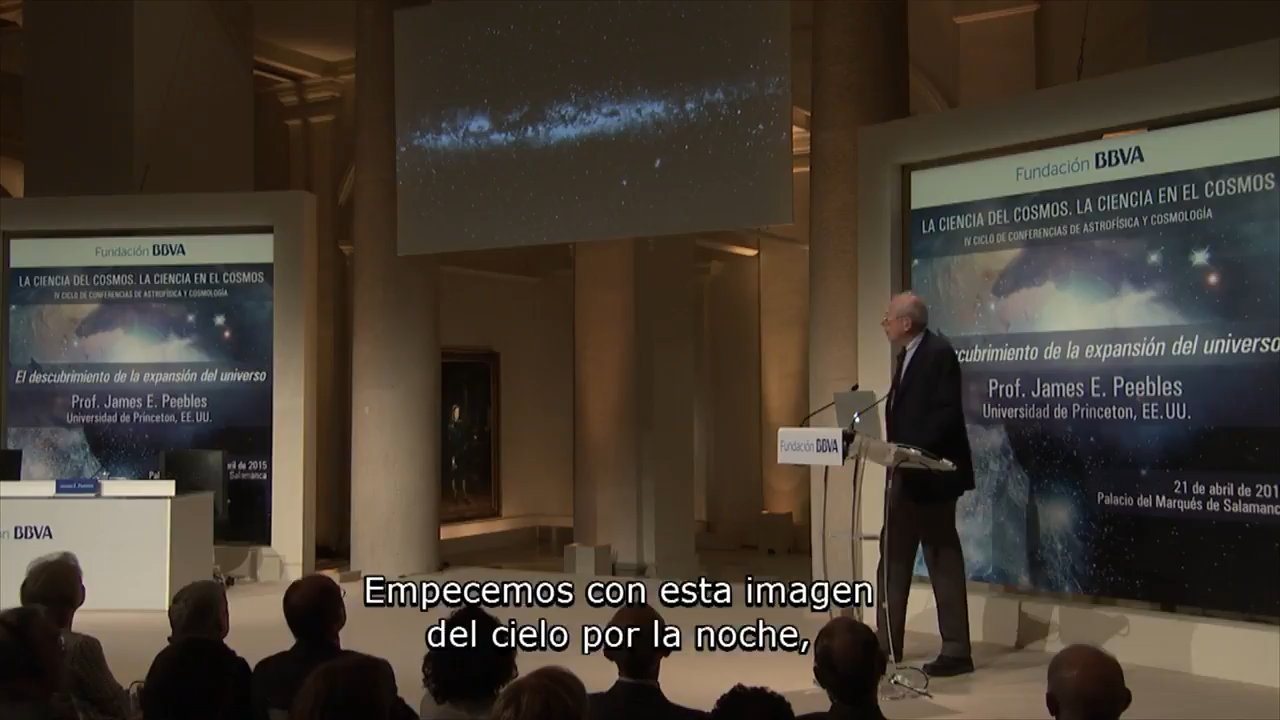 Fundación BBVA
LA CIENCIA DEL COSMOS. LA CIENCIA EN EL COSMOS
IV CICLO DE CONFERENCIAS DE ASTROFÍSICA Y COSMOLOGÍA
El descubrimiento de la expansión del universo
Prof. James E. Peebles
Universidad de Princeton, EE.UU.
de 2015
Salamanca
BBVA
Fundación BBVA
LA CIENCIA DEL COSMOS. LA CIENCIA EN EL COSMOS
IV CICLO DE CONFERENCIAS DE ASTROFÍSICA Y COSMOLOGÍA
cubrimiento de la expansión del universo
Prof. James E. Peebles
Universidad de Princeton, EE.UU.
21 de abril de 201
Palacio del Marqués de Salamanc
Fundación BBVA
Empecemos con esta imagen
del cielo por la noche,